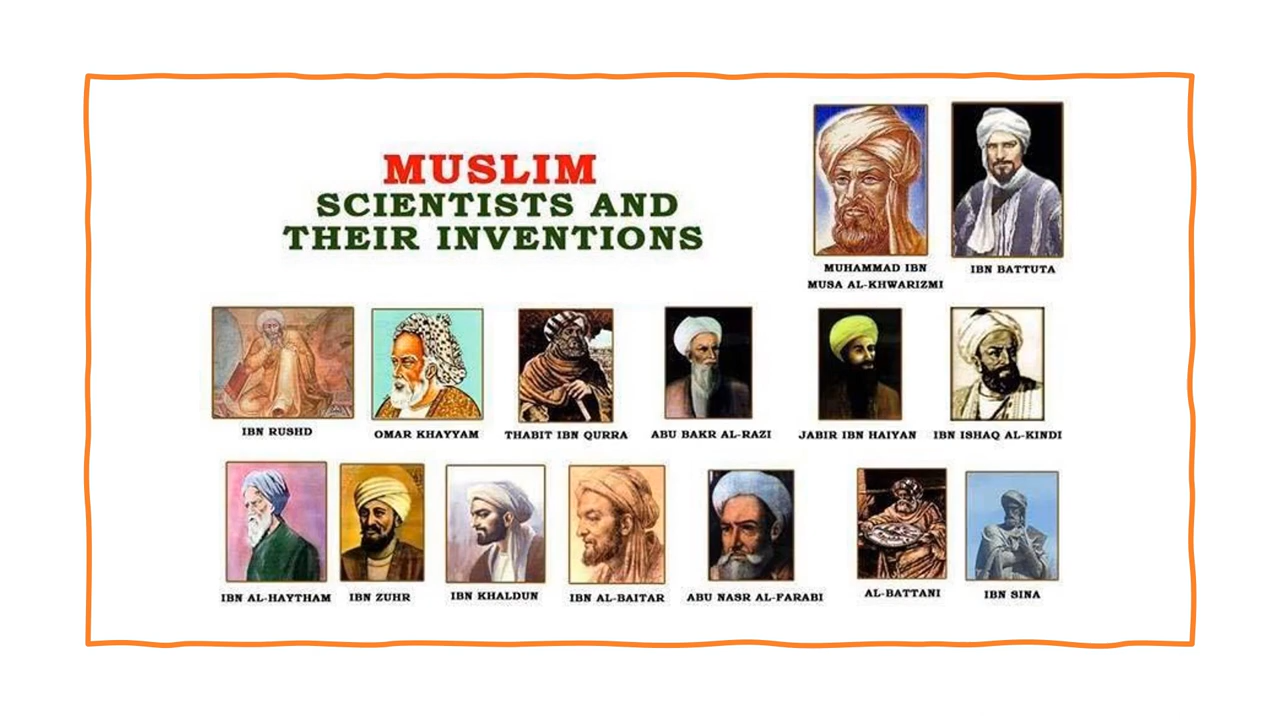 MUSLIM
SCIENTISTS AND
THEIR INVENTIONS
MUHAMMAD IBN
MUSA AL-KHWARIZMI
IBN BATTUTA
IBN RUSHD
OMAR KHAYYAM
THABIT IBN QURRA
ABU BAKR AL-RAZI
JABIR IBN HAIYAN
IBN ISHAQ AL-KINDI
IBN AL-HAYTHAM
IBN ZUHR
IBN KHALDUN
IBN AL-BAITAR
ABU NASR AL-FARABI
AL-BATTANI
IBN SINA